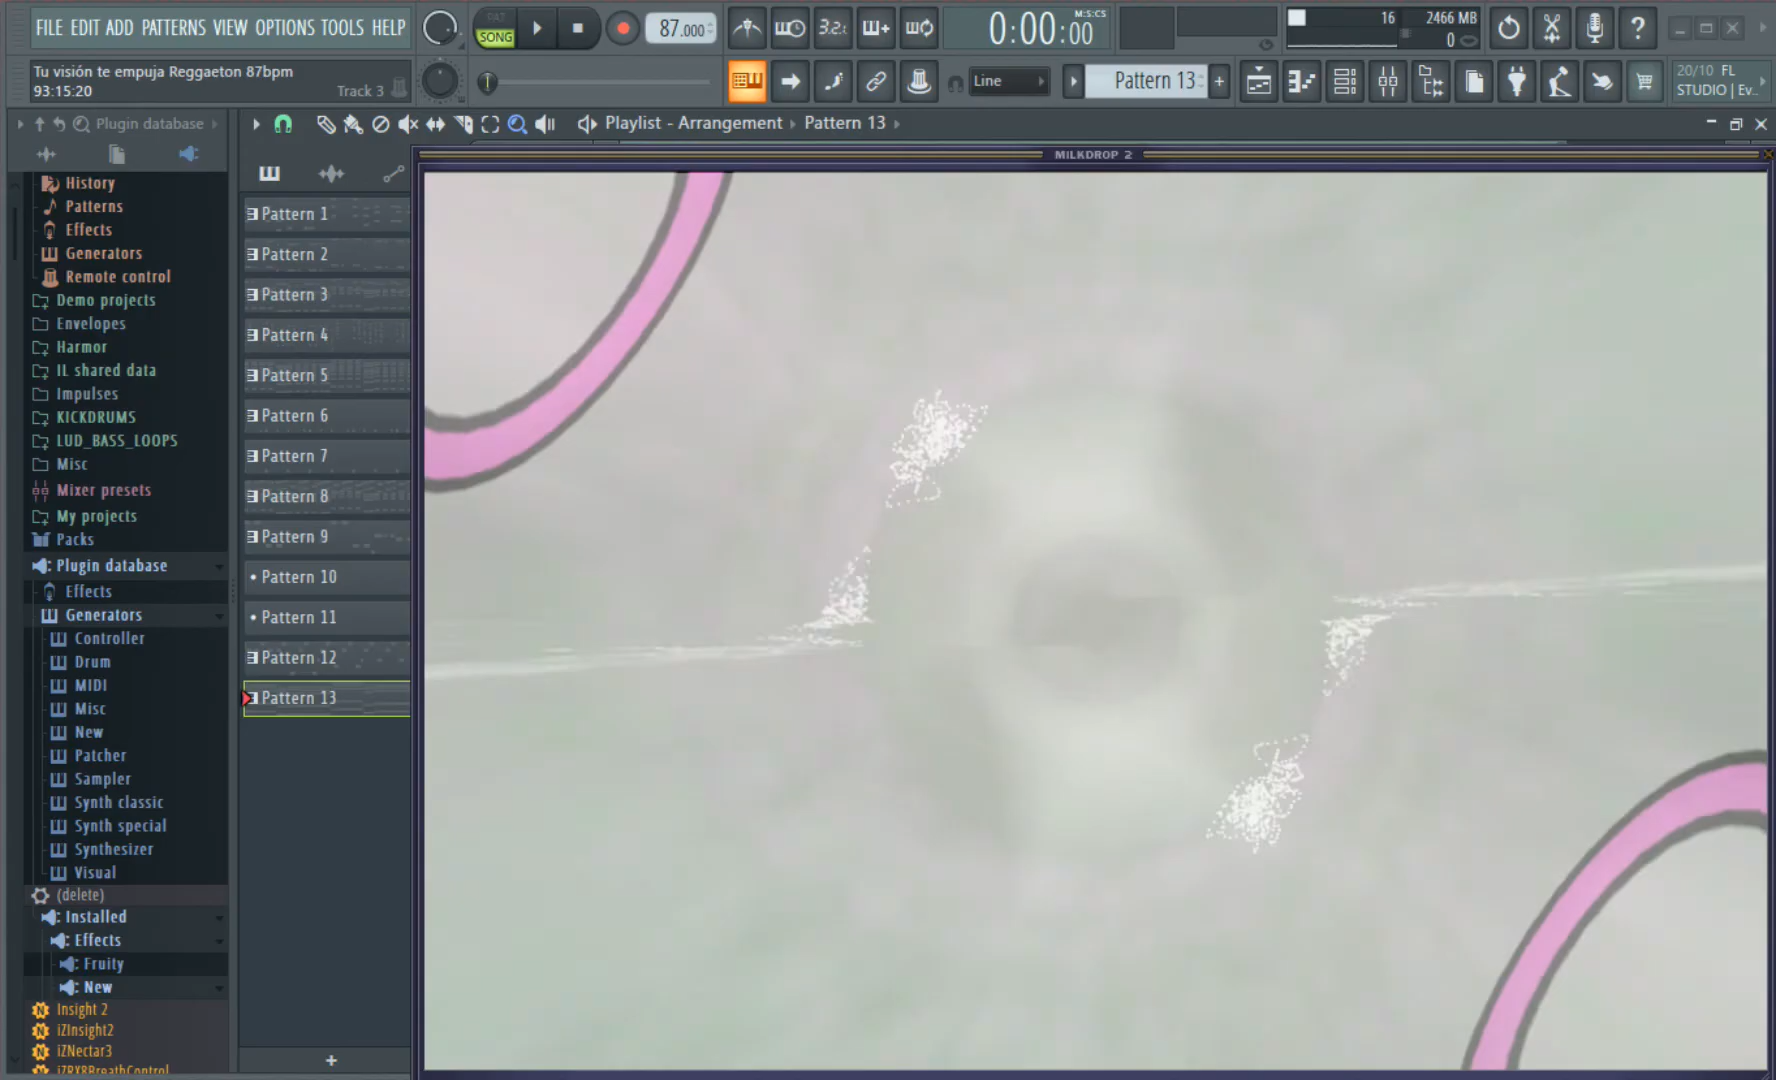 FILE EDIT ADD PATTERNS VIEW OPTIONS TOOLS HELP
PAT
SONG
87.000
3.2.
0:00:00
M:S:CS
16
2466 MB
0
?
Tu visión te empuja Reggaeton 87bpm
93:15:20
Track 3
Line
Pattern 13
+
20/10 FL
STUDIO | Ev..
Plugin database
Playlist - Arrangement
Pattern 13
MILKDROP 2
History
Patterns
Effects
Generators
Remote control
Demo projects
Envelopes
Harmor
IL shared data
Impulses
KICKDRUMS
LUD_BASS_LOOPS
Misc
Mixer presets
My projects
Packs
Plugin database
Effects
Generators
Controller
Drum
MIDI
Misc
New
Patcher
Sampler
Synth classic
Synth special
Synthesizer
Visual
(delete)
Installed
Effects
Fruity
New
Insight 2
iZInsight2
iZNectar3
iZRX8BreathControl
Pattern 1
Pattern 2
Pattern 3
Pattern 4
Pattern 5
Pattern 6
Pattern 7
Pattern 8
Pattern 9
Pattern 10
Pattern 11
Pattern 12
Pattern 13
+